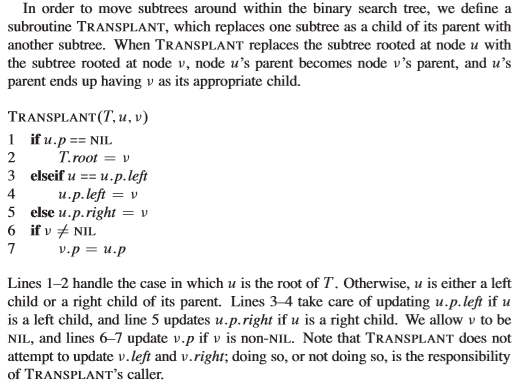 In order to move subtrees around within the binary search tree, we define a
subroutine TRANSPLANT, which replaces one subtree as a child of its parent with
another subtree. When TRANSPLANT replaces the subtree rooted at node u with
the subtree rooted at node v, node u's parent becomes node v's parent, and u's
parent ends up having v as its appropriate child.
TRANSPLANT(T, u, v)
1 if u.p == NIL
2 T.root = v
3 elseif u == u.p.left
4 u.p.left = v
5 else u.p.right = v
6 if v ≠ NIL
7 v.p = u.p
Lines 1–2 handle the case in which u is the root of T. Otherwise, u is either a left
child or a right child of its parent. Lines 3–4 take care of updating u.p.left if u
is a left child, and line 5 updates u.p.right if u is a right child. We allow v to be
NIL, and lines 6–7 update v.p if v is non-NIL. Note that TRANSPLANT does not
attempt to update v.left and v.right; doing so, or not doing so, is the responsibility
of TRANSPLANT's caller.